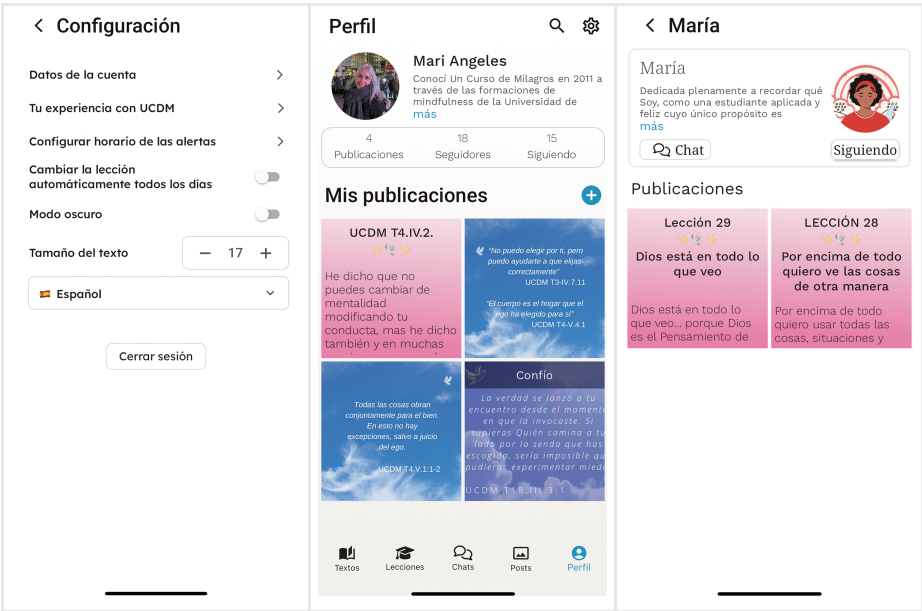 Configuración
Datos de la cuenta
Tu experiencia con UCDM
Configurar horario de las alertas
Cambiar la lección
automáticamente todos los días
Modo oscuro
Tamaño del texto
17
Español
Cerrar sesión
Perfil
Mari Angeles
Conocí Un Curso de Milagros en 2011 a
través de las formaciones de
mindfulness de la Universidad de
más
4 18 15
Publicaciones Seguidores Siguiendo
Mis publicaciones
UCDM T4.IV.2.
He dicho que no
puedes cambiar de
mentalidad
modificando tu
conducta, mas he dicho
también y en muchas
"No puedo elegir por ti, pero
puedo ayudarte a que elijas
correctamente"
UCDM T3-IV.7.11
"El cuerpo es el hogar que el
ego ha elegido para sí"
UCDM T4-V.4.1
Todas las cosas obran
conjuntamente para el bien.
En esto no hay
excepciones, salvo a juicio
del ego.
UCDM T4.V.1:1-2
Confío
La verdad se lanzó a tu
encuentro desde el momento
en que la invocaste. Si
supieras Quién camina a tu
lado por la senda que has
escogido, sería imposible que
pudieras experimentar miedo
UCDM T18.III.3:1
Textos Lecciones Chats Posts Perfil
María
María
Dedicada plenamente a recordar qué
Soy, como una estudiante aplicada y
feliz cuyo único propósito es
más
Chat
Siguiendo
Publicaciones
Lección 29
Dios está en todo lo
que veo
Dios está en todo lo
que veo... porque Dios
es el Pensamiento de
LECCIÓN 28
Por encima de todo
quiero ve las cosas
de otra manera
Por encima de todo
quiero usar todas las
cosas, situaciones y